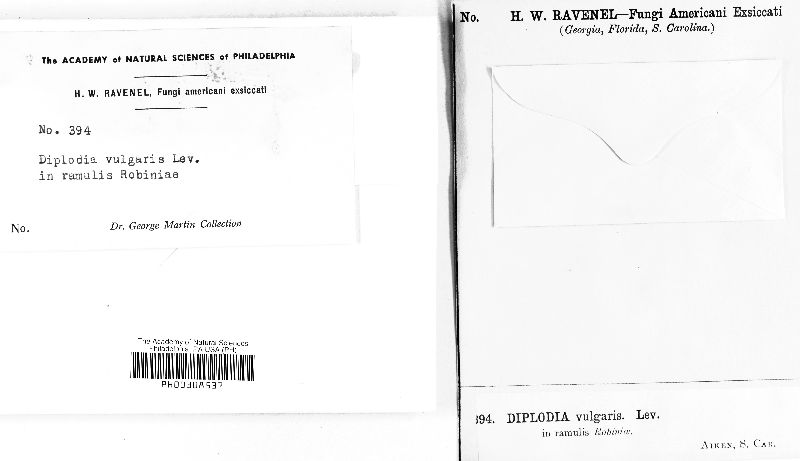 The ACADEMY of NATURAL SCIENCES of PHILADELPHIA
H. W. RAVENEL, Fungi americani exsiccati
No. 394
Diplodia vulgaris Lev.
in ramulis Robiniae
No.
Dr. George Martin Collection
The Academy of Natural Sciences
No. H. W. RAVENEL—Fungi Americani Exsiccati
(Georgia, Florida, S. Carolina.)
394. DIPLODIA vulgaris. Lev.
in ramulis Robiniæ.
AIKEN, S. CAR.